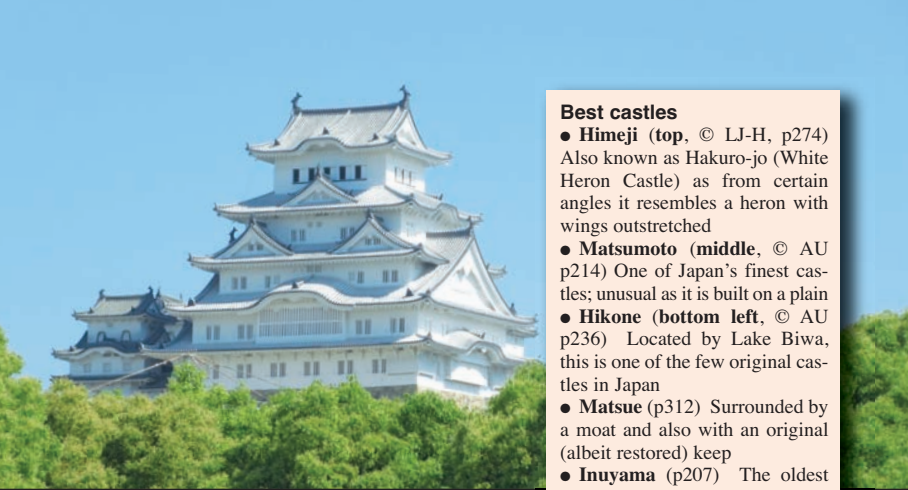 Best castles
● Himeji (top, © LJ-H, p274)
Also known as Hakuro-jo (White
Heron Castle) as from certain
angles it resembles a heron with
wings outstretched
● Matsumoto (middle, © AU
p214) One of Japan's finest cas-
tles; unusual as it is built on a plain
● Hikone (bottom left, © AU
p236) Located by Lake Biwa,
this is one of the few original cas-
tles in Japan
● Matsue (p312) Surrounded by
a moat and also with an original
(albeit restored) keep
● Inuyama (p207) The oldest